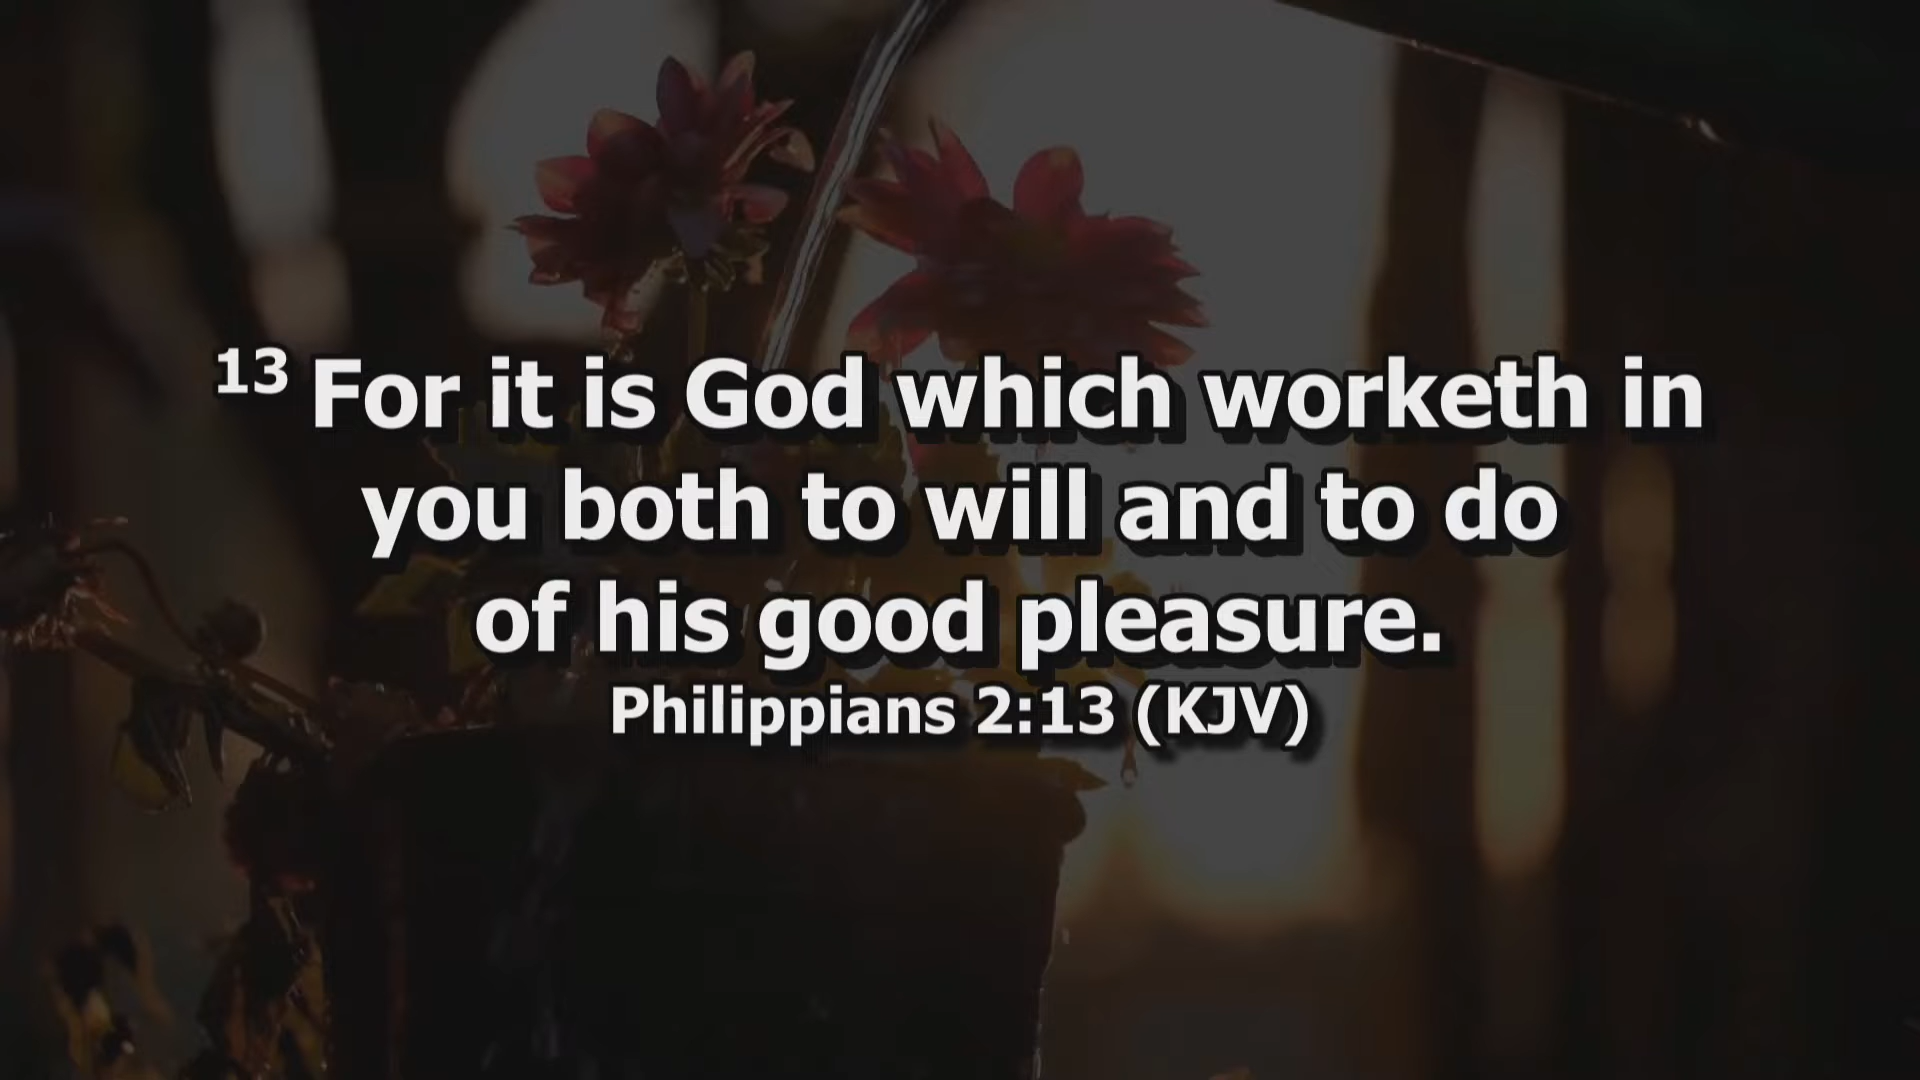 13 For it is God which worketh in
you both to will and to do
of his good pleasure.
Philippians 2:13 (KJV)